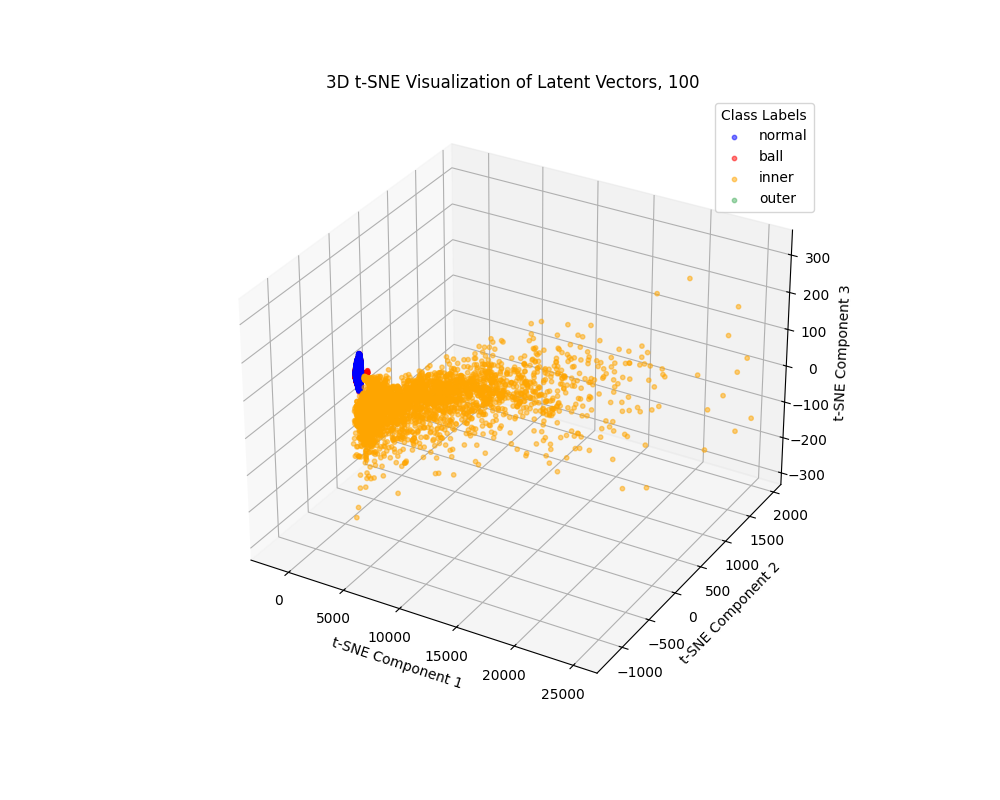 3D t-SNE Visualization of Latent Vectors, 100
Class Labels
normal
ball
inner
outer
300
200
100
0
−100
−200
−300
t-SNE Component 3
2000
1500
1000
500
0
−500
−1000
t-SNE Component 2
0
5000
10000
15000
20000
25000
t-SNE Component 1